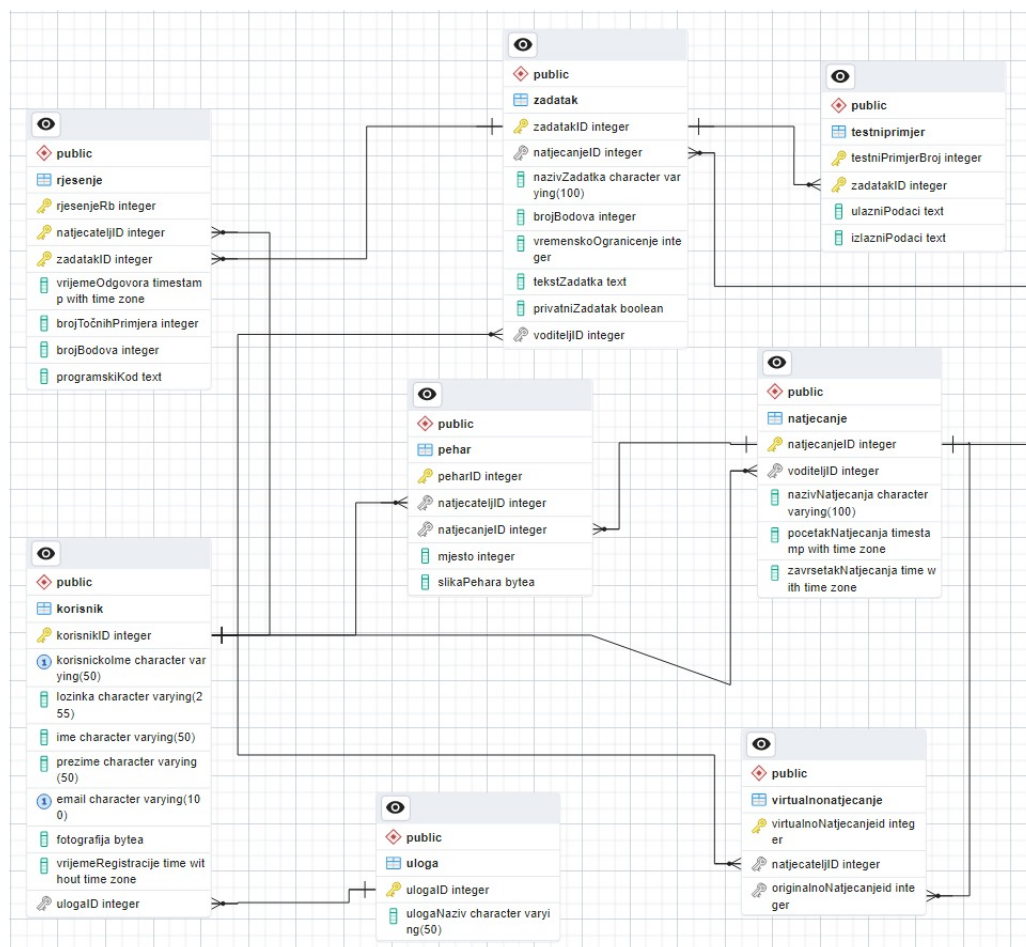 public
zadatak
zadatakID integer
natjecanjeID integer
nazivZadatka character var
ying(100)
brojBodova integer
vremenskoOgranicenje inte
ger
tekstZadatka text
privatniZadatak boolean
voditeljID integer
public
testniprimjer
testniPrimjerBroj integer
zadatakID integer
ulazniPodaci text
izlazniPodaci text
public
rjesenje
rjesenjeRb integer
natjecateljID integer
zadatakID integer
vrijemeOdgovora timestam
p with time zone
brojTočnihPrimjera integer
brojBodova integer
programskiKod text
public
natjecanje
natjecanjeID integer
voditeljID integer
nazivNatjecanja character
varying(100)
pocetakNatjecanja timesta
mp with time zone
zavrsetakNatjecanja time w
ith time zone
public
pehar
peharID integer
natjecateljID integer
natjecanjeID integer
mjesto integer
slikaPehara bytea
public
korisnik
korisnikID integer
1 korisnickoIme character var
ying(50)
lozinka character varying(2
55)
ime character varying(50)
prezime character varying
(50)
1 email character varying(10
0)
fotografija bytea
vrijemeRegistracije time wit
hout time zone
ulogaID integer
public
virtualnonatjecanje
virtualnoNatjecanjeid integ
er
natjecateljID integer
originalnoNatjecanjeid inte
ger
public
uloga
ulogaID integer
ulogaNaziv character varyi
ng(50)